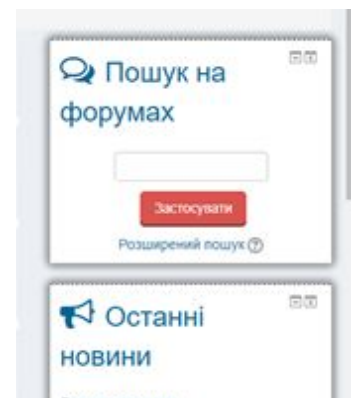 Пошук на
форумах
Застосувати
Розширений пошук
Останні
новини